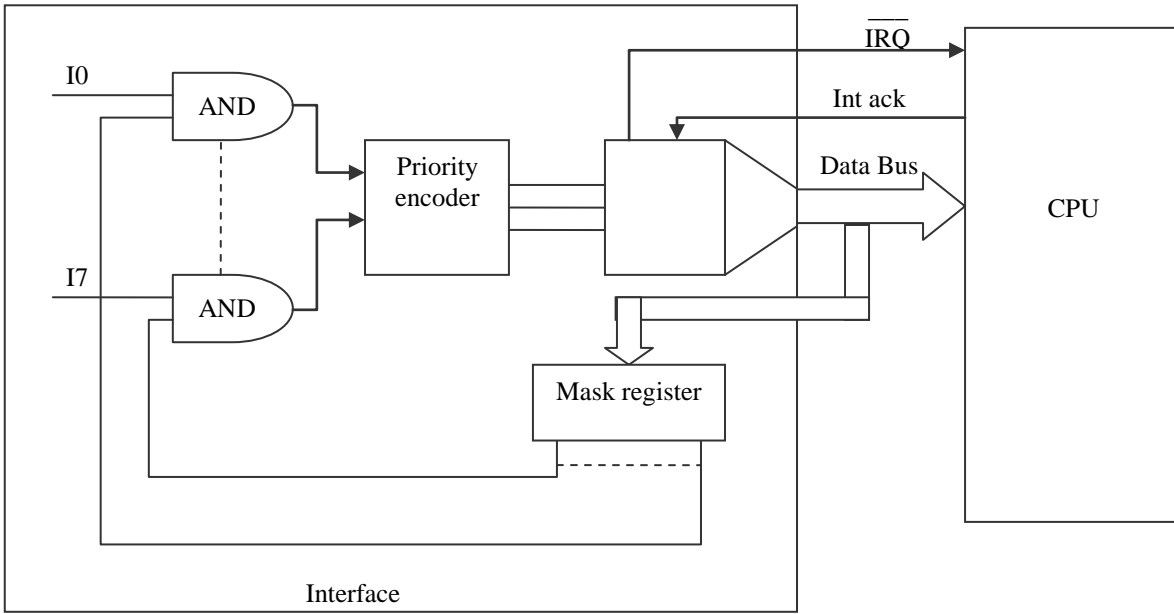 IRQ
I0
AND
Int ack
Priority
encoder
Data Bus
CPU
I7
AND
Mask register
Interface